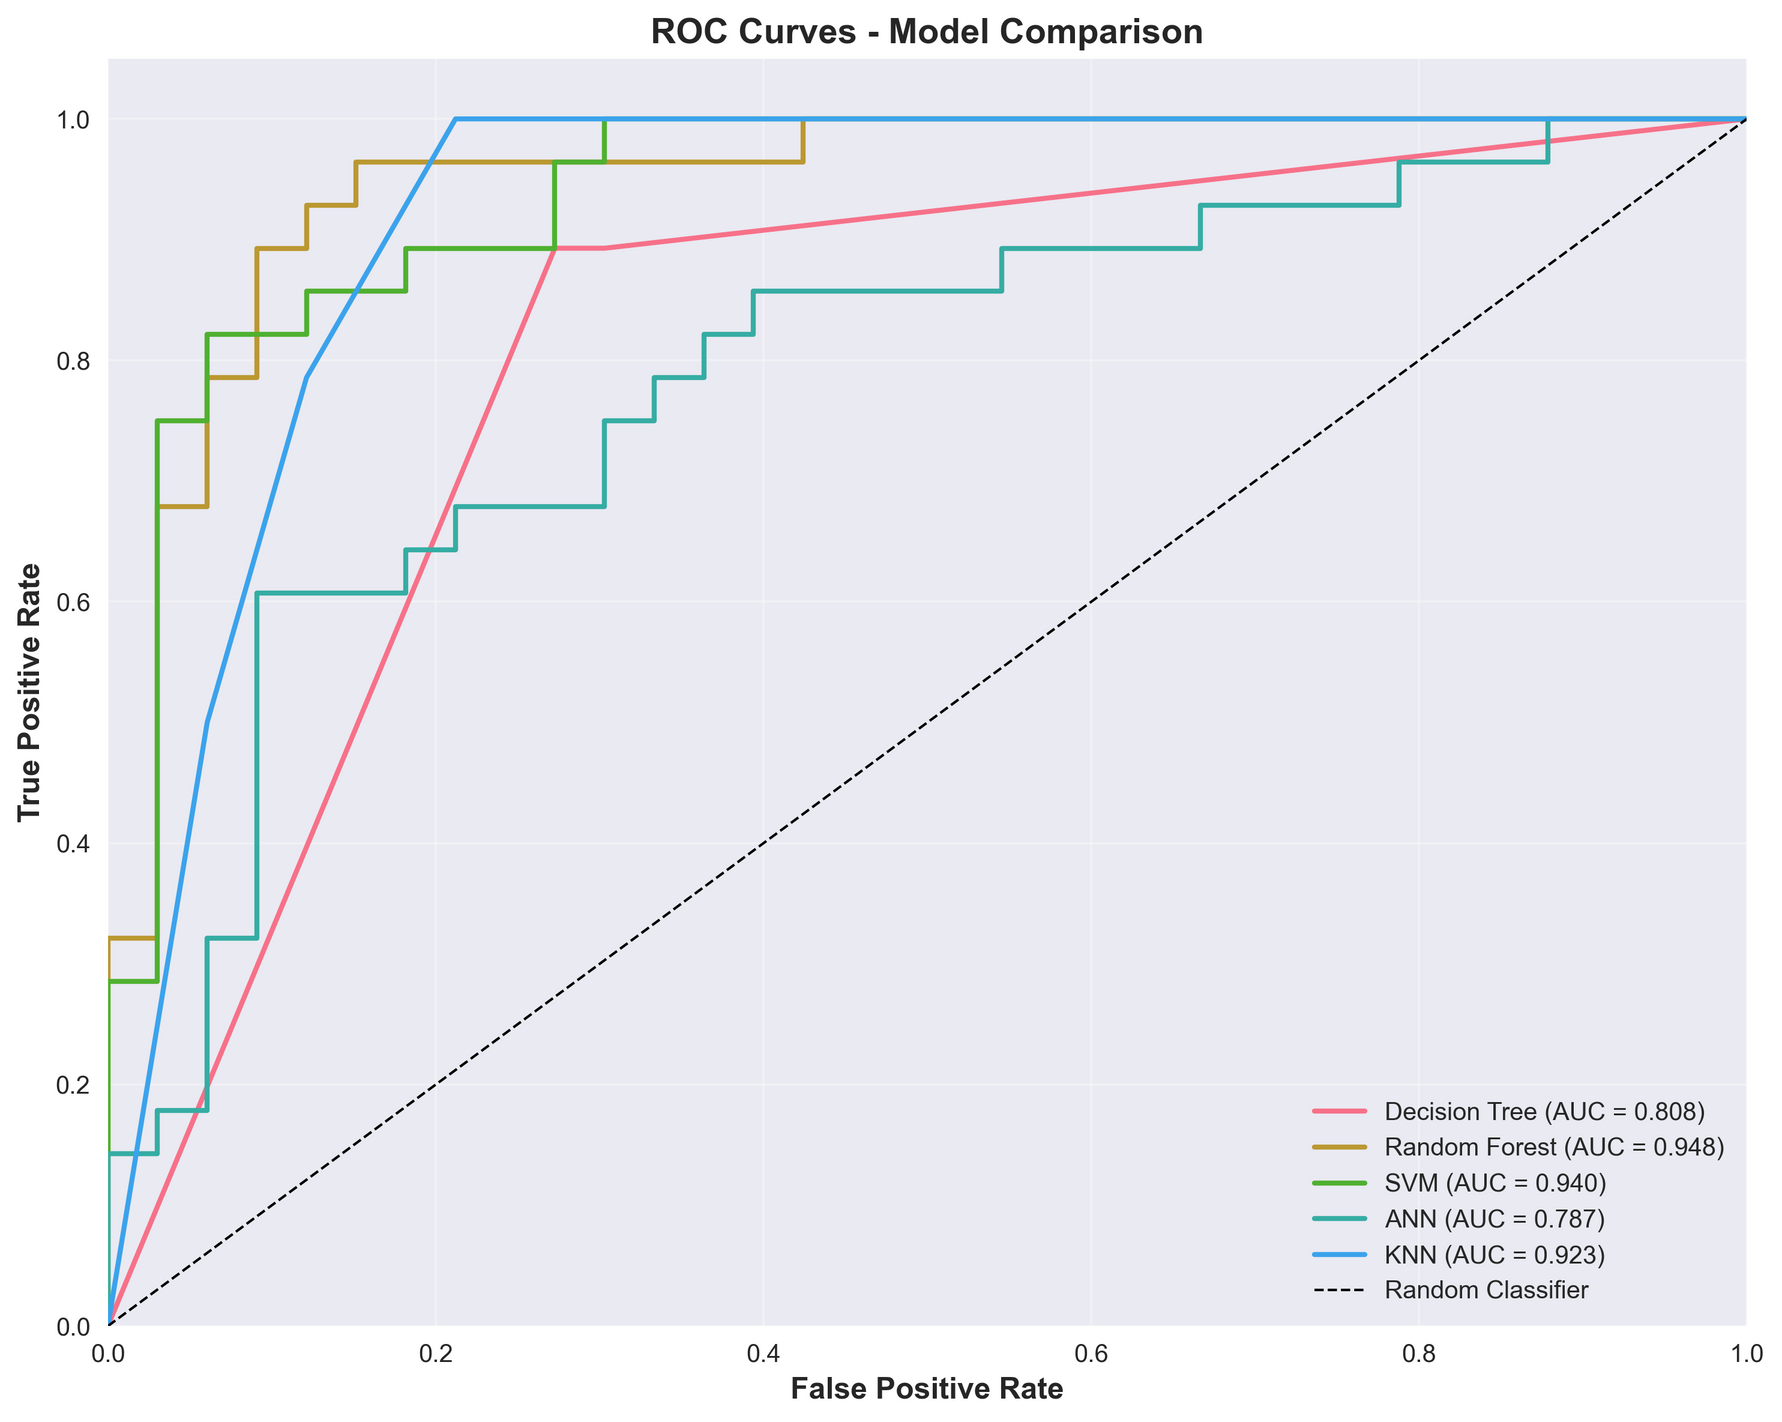 ROC Curves - Model Comparison
1.0
0.8
0.6
0.4
0.2
0.0
True Positive Rate
Decision Tree (AUC = 0.808)
Random Forest (AUC = 0.948)
SVM (AUC = 0.940)
ANN (AUC = 0.787)
KNN (AUC = 0.923)
Random Classifier
0.0 0.2 0.4 0.6 0.8 1.0
False Positive Rate